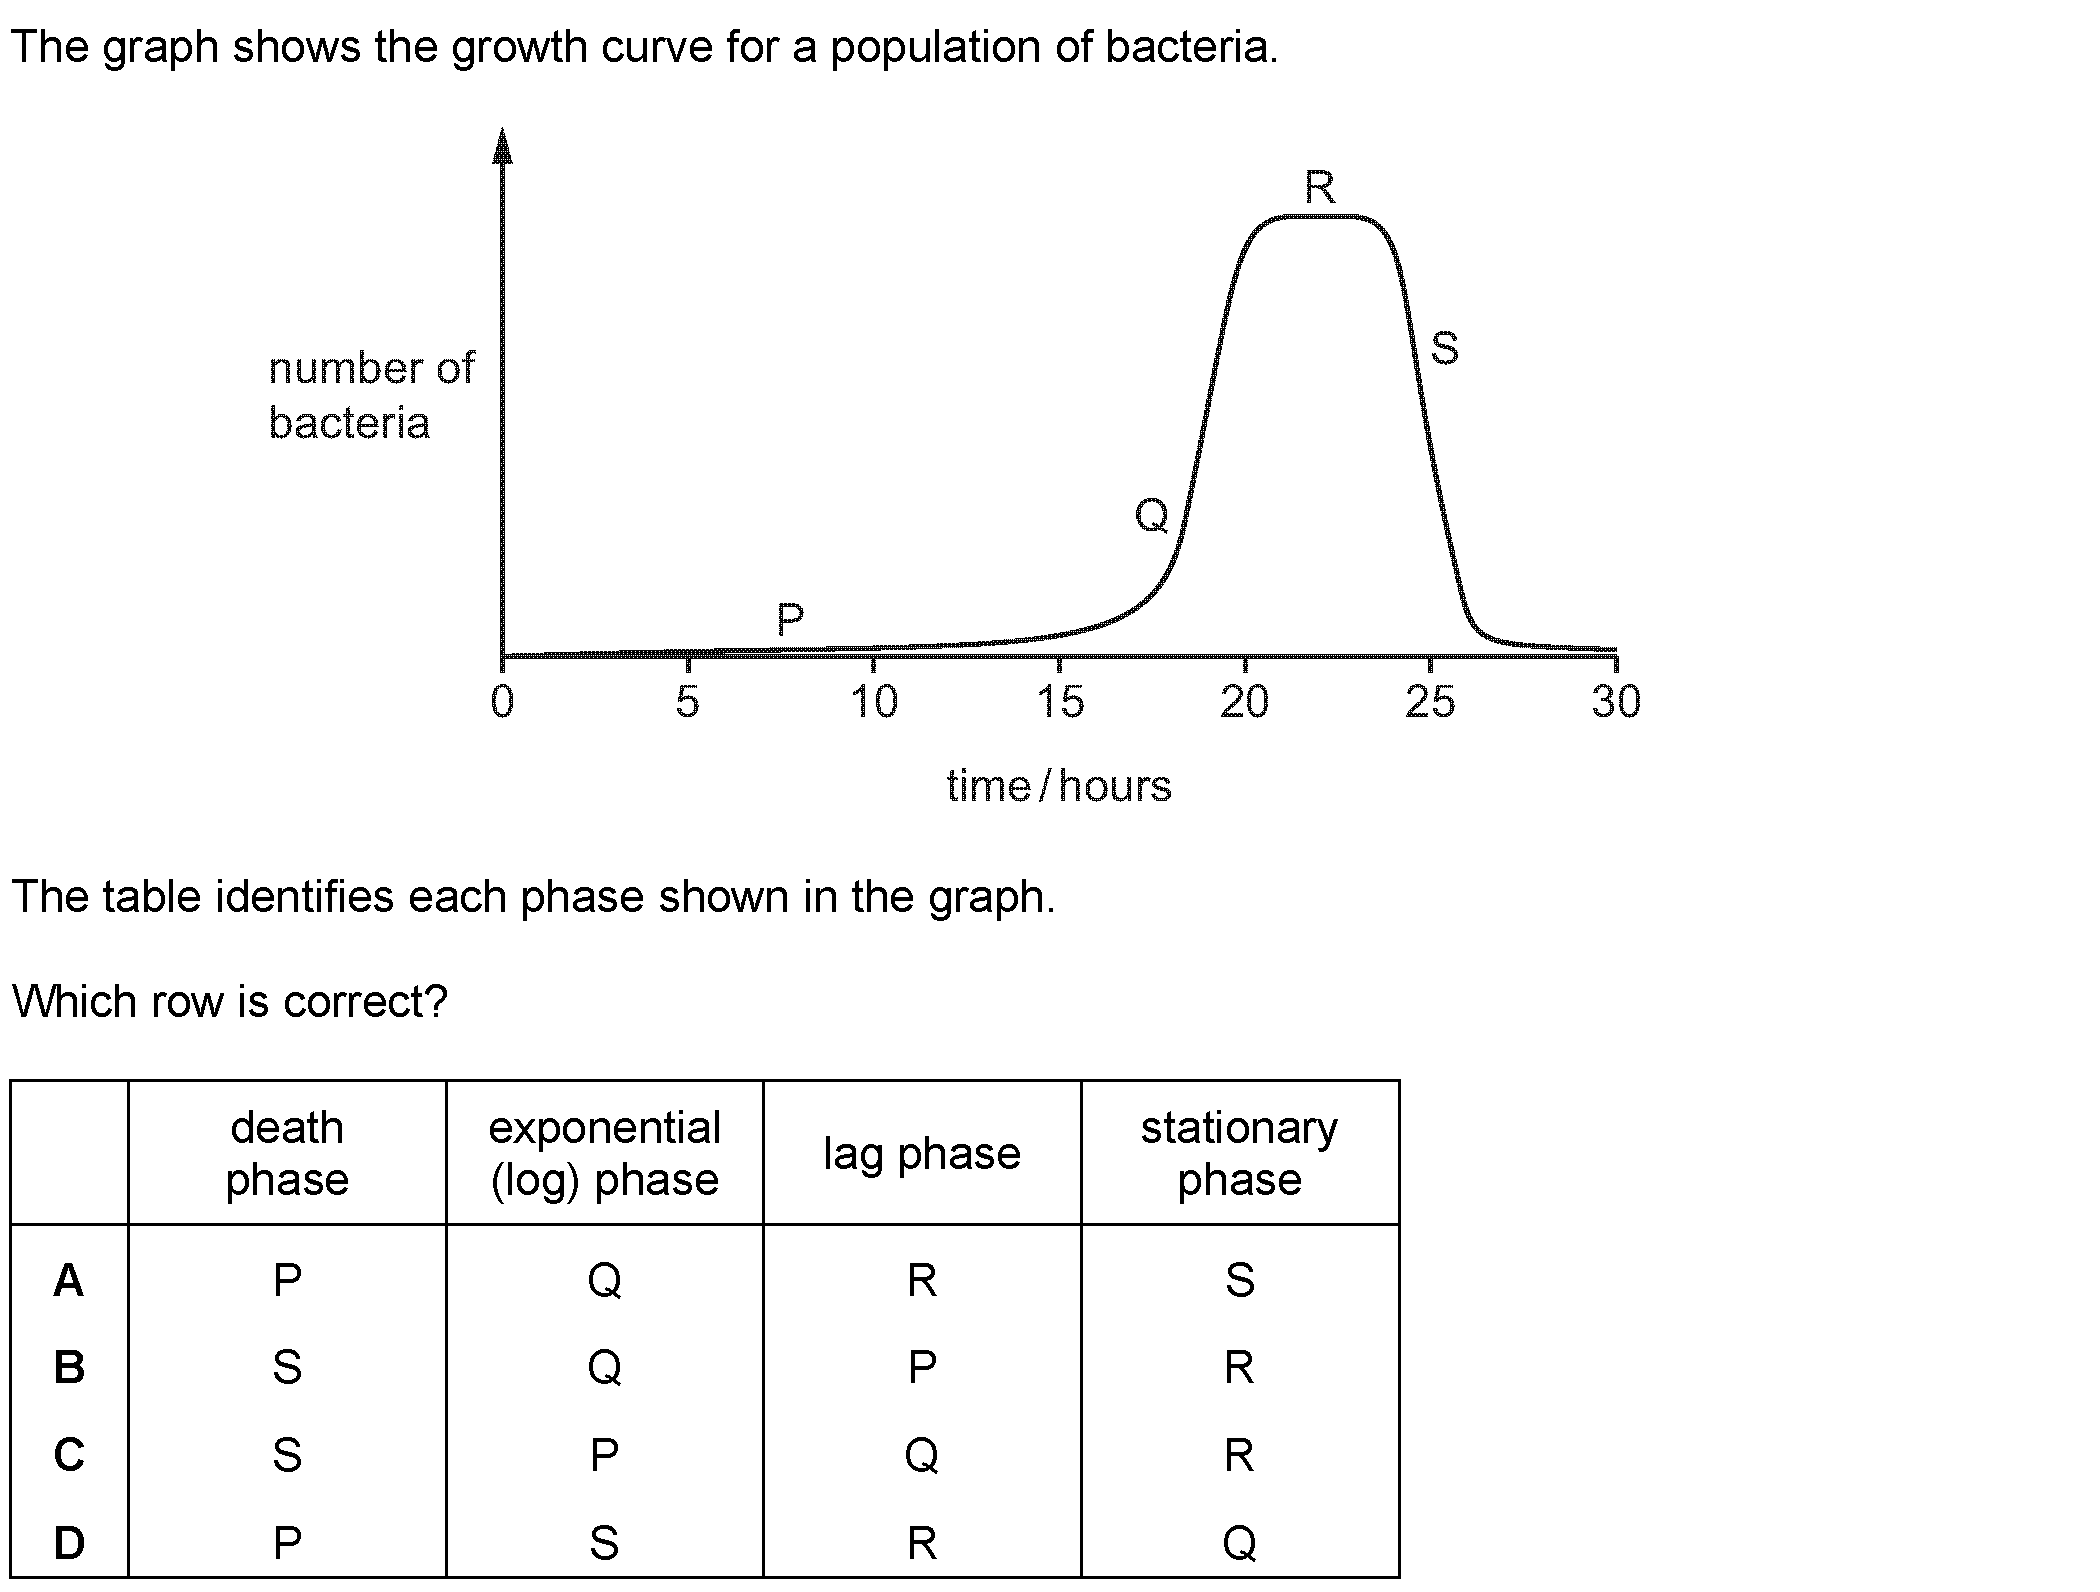 The graph shows the growth curve for a population of bacteria.
R
S
number of
bacteria
Q
P
0 5 10 15 20 25 30
time / hours
The table identifies each phase shown in the graph.
Which row is correct?
death phase exponential (log) phase lag phase stationary phase
A P Q R S
B S Q P R
C S P Q R
D P S R Q